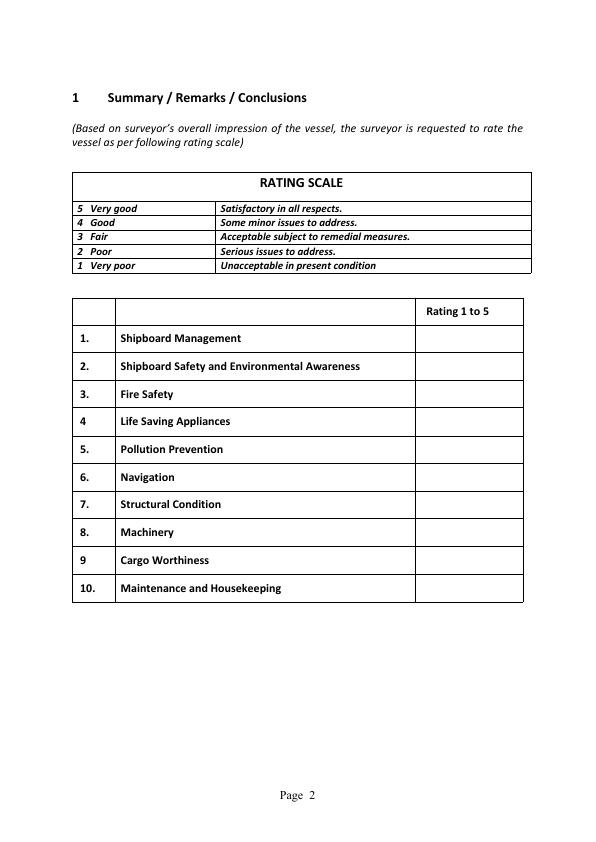 1 Summary / Remarks / Conclusions
(Based on surveyor's overall impression of the vessel, the surveyor is requested to rate the
vessel as per following rating scale)
RATING SCALE
5 Very good Satisfactory in all respects.
4 Good Some minor issues to address.
3 Fair Acceptable subject to remedial measures.
2 Poor Serious issues to address.
1 Very poor Unacceptable in present condition
Rating 1 to 5
1. Shipboard Management
2. Shipboard Safety and Environmental Awareness
3. Fire Safety
4 Life Saving Appliances
5. Pollution Prevention
6. Navigation
7. Structural Condition
8. Machinery
9 Cargo Worthiness
10. Maintenance and Housekeeping
Page 2